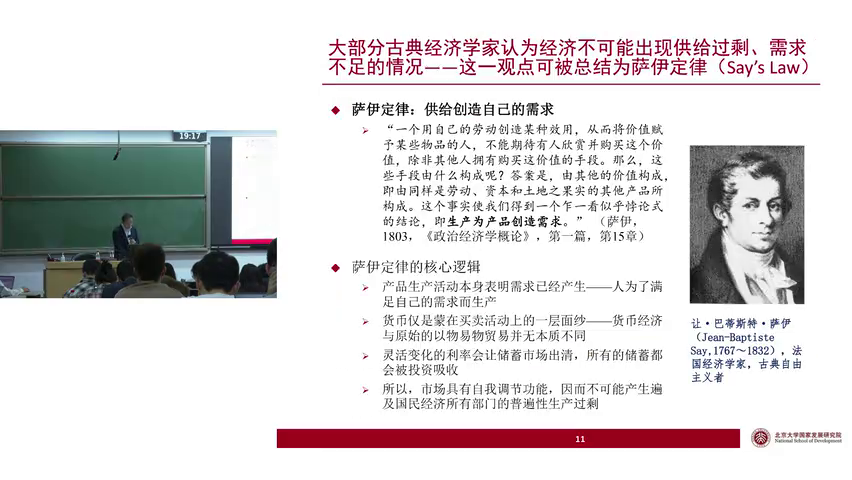 大部分古典经济学家认为经济不可能出现供给过剩、需求
不足的情况——这一观点可被总结为萨伊定律（Say's Law）
萨伊定律：供给创造自己的需求
“一个用自己的劳动创造某种效用，从而将价值赋
予某些物品的人，不能期待有人欣赏并购买这个价
值，除非其他人拥有购买这价值的手段。那么，这
些手段由什么构成呢？答案是，由其他的价值构成，
即由同样是劳动、资本和土地之果实的其他产品所
构成。这个事实使我们得到一个乍一看似乎悖论式
的结论，即生产为产品创造需求。”（萨伊，
1803，《政治经济学概论》，第一篇，第15章）
萨伊定律的核心逻辑
产品生产活动本身表明需求已经产生——人为了满
足自己的需求而生产
货币仅是蒙在买卖活动上的一层面纱——货币经济
与原始的以物易物贸易并无本质不同
灵活变化的利率会让储蓄市场出清，所有的储蓄都
会被投资吸收
所以，市场具有自我调节功能，因而不可能产生遍
及国民经济所有部门的普遍性生产过剩
让·巴蒂斯特·萨伊
（Jean-Baptiste
Say,1767～1832），法
国经济学家，古典自由
主义者
19:17
11
北京大学国家发展研究院
National School of Development